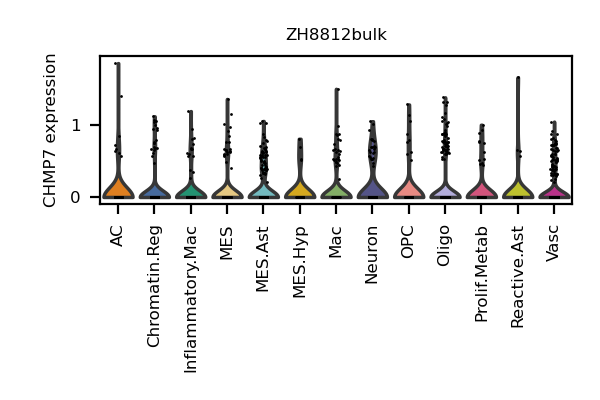 ZH8812bulk
CHMP7 expression
1
0
AC
Chromatin.Reg
Inflammatory.Mac
MES
MES.Ast
MES.Hyp
Mac
Neuron
OPC
Oligo
Prolif.Metab
Reactive.Ast
Vasc